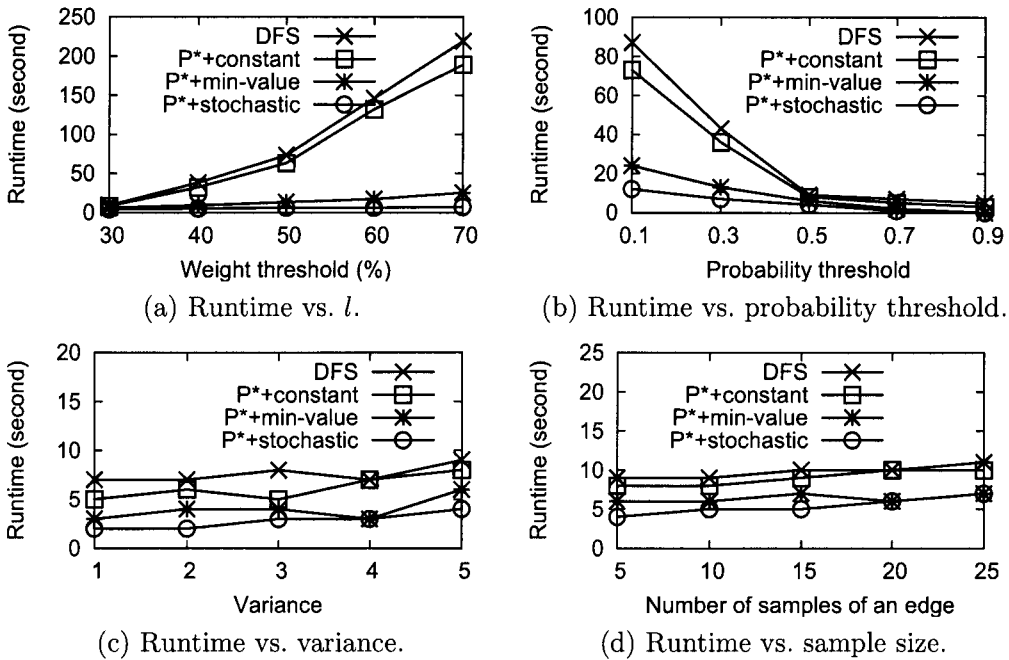 250
200
150
100
50
0
Runtime (second)
DFS
P*+constant
P*+min-value
P*+stochastic
30 40 50 60 70
Weight threshold (%)
(a) Runtime vs. l.
100
80
60
40
20
0
Runtime (second)
DFS
P*+constant
P*+min-value
P*+stochastic
0.1 0.3 0.5 0.7 0.9
Probability threshold
(b) Runtime vs. probability threshold.
20
15
10
5
0
Runtime (second)
DFS
P*+constant
P*+min-value
P*+stochastic
1 2 3 4 5
Variance
(c) Runtime vs. variance.
25
20
15
10
5
0
Runtime (second)
DFS
P*+constant
P*+min-value
P*+stochastic
5 10 15 20 25
Number of samples of an edge
(d) Runtime vs. sample size.